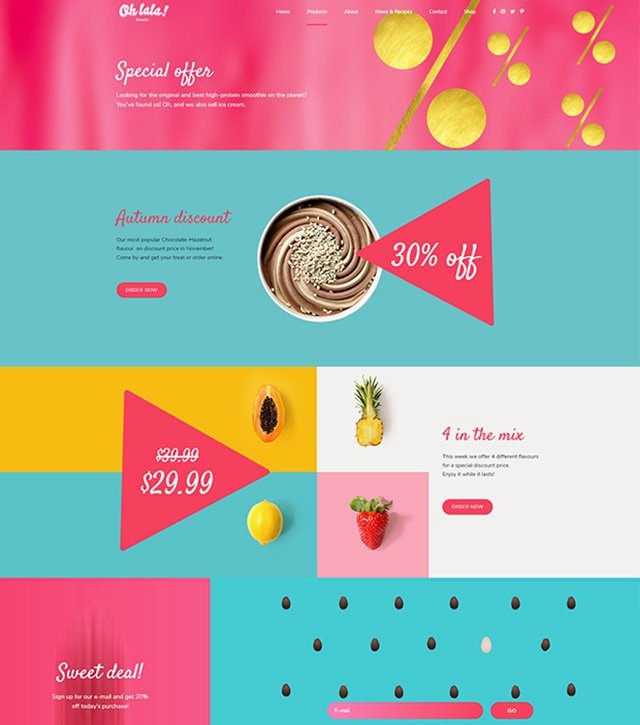 Oh lala!
Sweets.
Home Products About News & Recipes Contact Shop
Special offer
Looking for the original and best high-protein smoothie on the planet?
You've found us! Oh, and we also sell ice cream.
Autumn discount
Our most popular Chocolate-Hazelnut
flavour, on discount price in November!
Come by and get your treat or order online.
ORDER NOW
30% off
$39.99
$29.99
4 in the mix
This week we offer 4 different flavours
for a special discount price.
Enjoy it while it lasts!
ORDER NOW
Sweet deal!
Sign up for our e-mail and get 20%
off today's purchase!
E-mail
GO